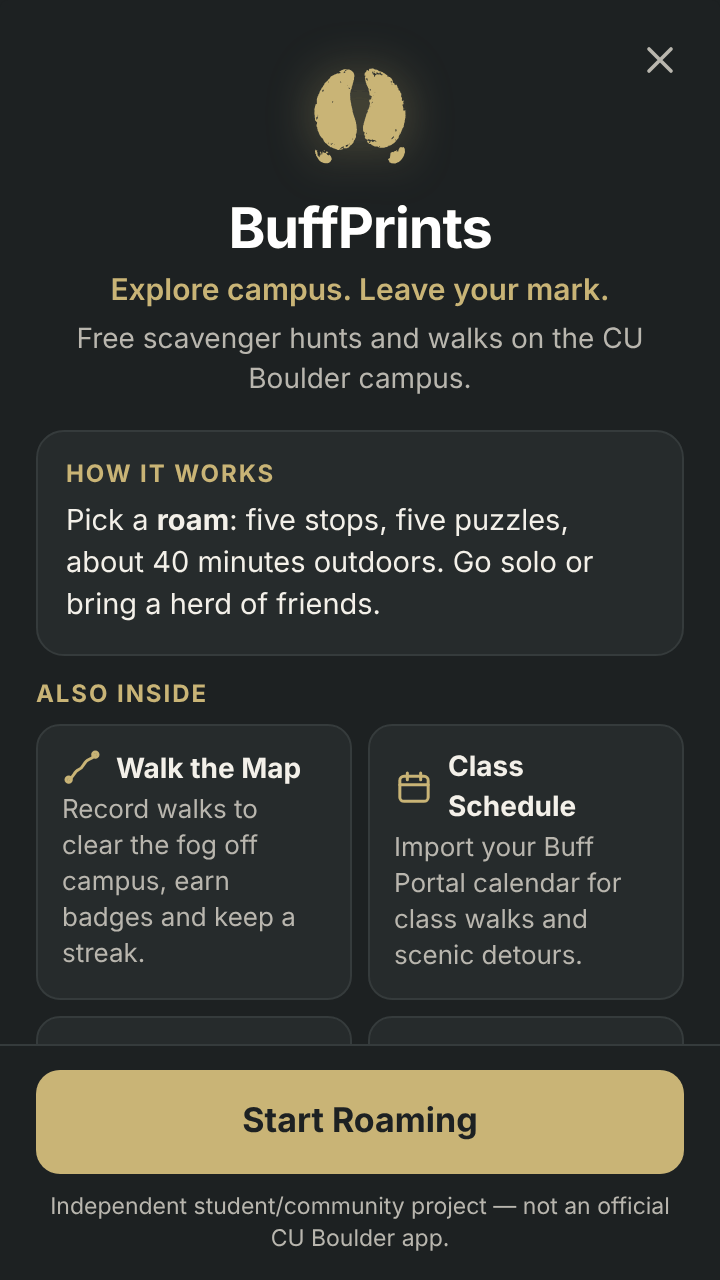 BuffPrints
Explore campus. Leave your mark.
Free scavenger hunts and walks on the CU
Boulder campus.
HOW IT WORKS
Pick a roam: five stops, five puzzles,
about 40 minutes outdoors. Go solo or
bring a herd of friends.
ALSO INSIDE
Walk the Map
Record walks to
clear the fog off
campus, earn
badges and keep a
streak.
Class
Schedule
Import your Buff
Portal calendar for
class walks and
scenic detours.
Start Roaming
Independent student/community project — not an official
CU Boulder app.